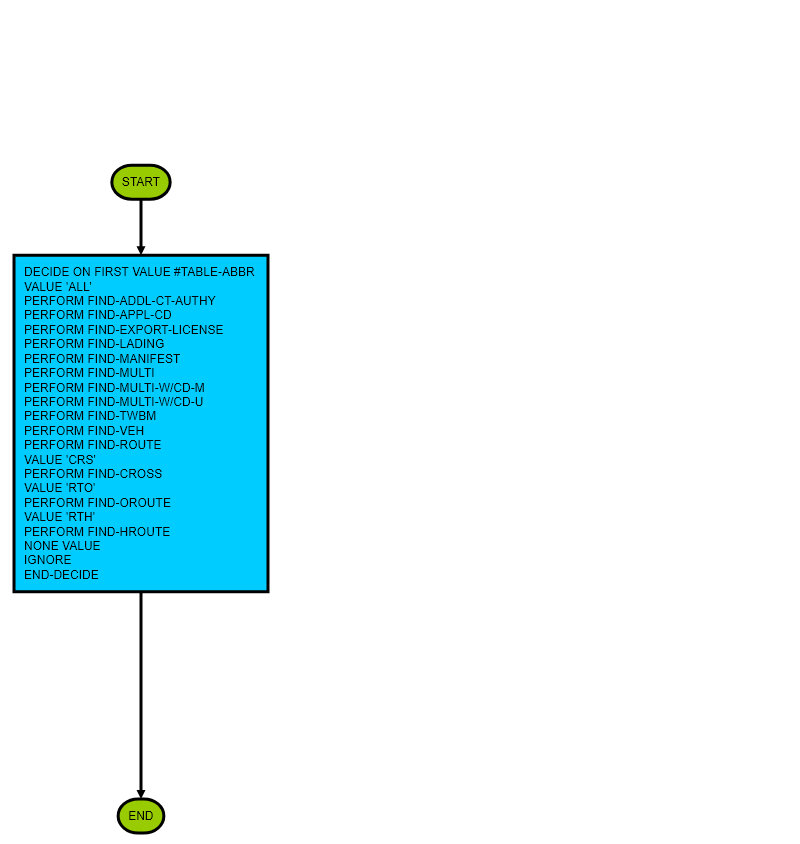 START
DECIDE ON FIRST VALUE #TABLE-ABBR
VALUE 'ALL'
PERFORM FIND-ADDL-CT-AUTHY
PERFORM FIND-APPL-CD
PERFORM FIND-EXPORT-LICENSE
PERFORM FIND-LADING
PERFORM FIND-MANIFEST
PERFORM FIND-MULTI
PERFORM FIND-MULTI-W/CD-M
PERFORM FIND-MULTI-W/CD-U
PERFORM FIND-TWBM
PERFORM FIND-VEH
PERFORM FIND-ROUTE
VALUE 'CRS'
PERFORM FIND-CROSS
VALUE 'RTO'
PERFORM FIND-OROUTE
VALUE 'RTH'
PERFORM FIND-HROUTE
NONE VALUE
IGNORE
END-DECIDE
END